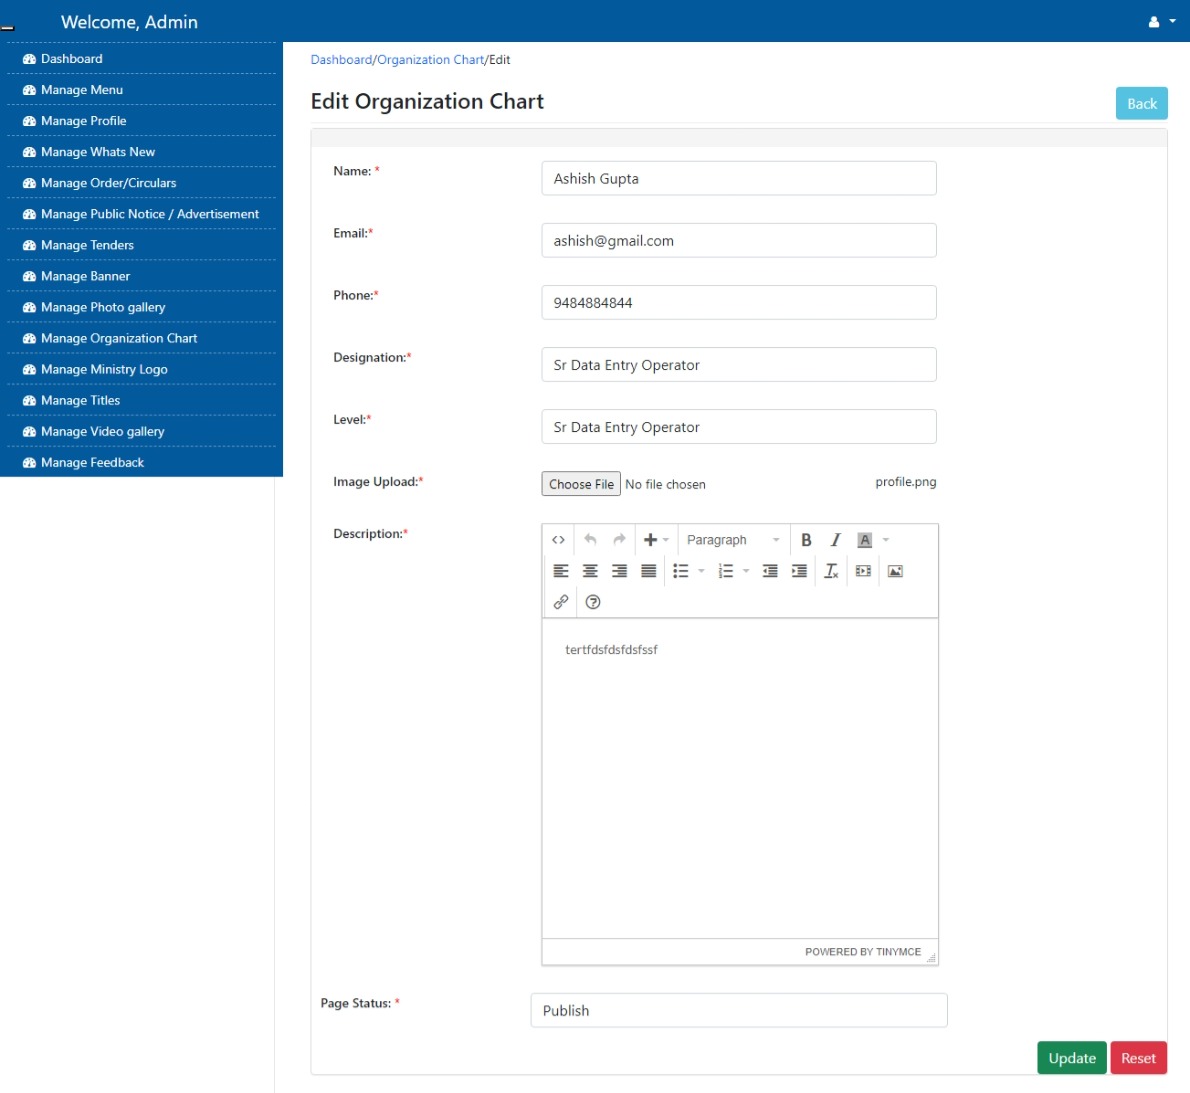 Welcome, Admin
Dashboard
Manage Menu
Manage Profile
Manage Whats New
Manage Order/Circulars
Manage Public Notice / Advertisement
Manage Tenders
Manage Banner
Manage Photo gallery
Manage Organization Chart
Manage Ministry Logo
Manage Titles
Manage Video gallery
Manage Feedback
Dashboard/Organization Chart/Edit
Edit Organization Chart
Back
Name: *
Ashish Gupta
Email:*
ashish@gmail.com
Phone:*
9484884844
Designation:*
Sr Data Entry Operator
Level:*
Sr Data Entry Operator
Image Upload:*
Choose File No file chosen
profile.png
Description:*
Paragraph
B I A
tertfdsfdsfdsfssf
POWERED BY TINYMCE
Page Status: *
Publish
Update
Reset